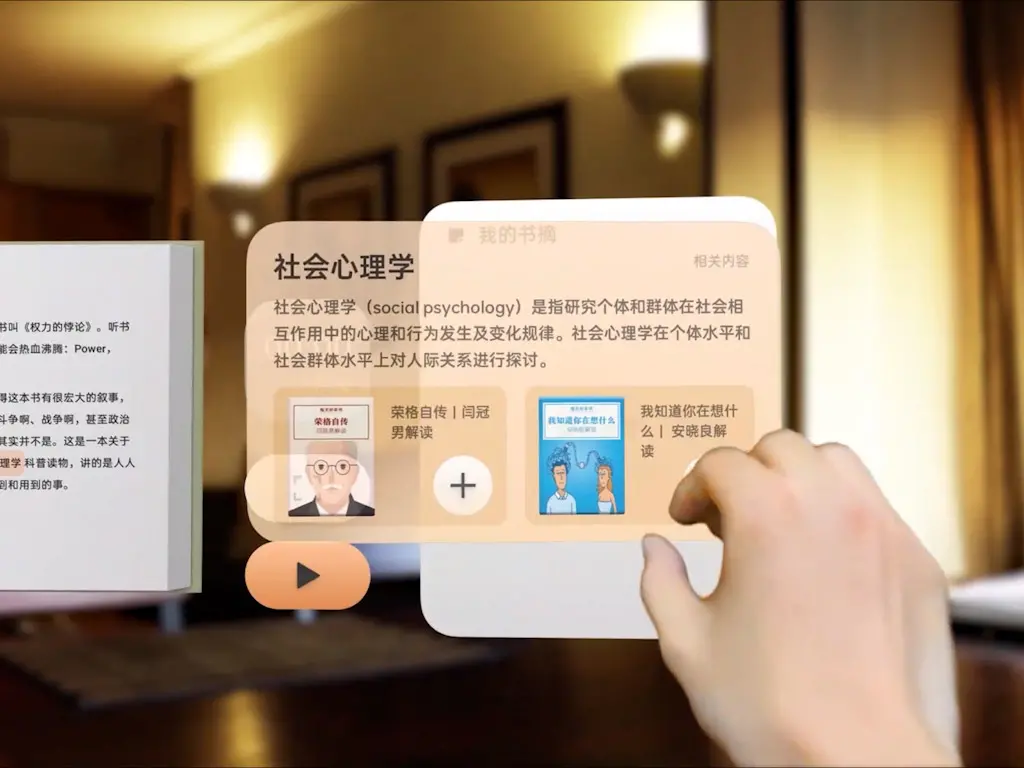 书叫《权力的悖论》。听书
能会热血沸腾：Power，
得这本书有很宏大的叙事，
斗争啊、战争啊，甚至政治
其实并不是。这是一本关于
理学 科普读物，讲的是人人
到和用到的事。
我的书摘
社会心理学
相关内容
社会心理学（social psychology）是指研究个体和群体在社会相
互作用中的心理和行为发生及变化规律。社会心理学在个体水平和
社会群体水平上对人际关系进行探讨。
荣格自传
荣格自传丨闫冠
男解读
我知道你在想什么
我知道你在想什
么丨 安晓良解
读